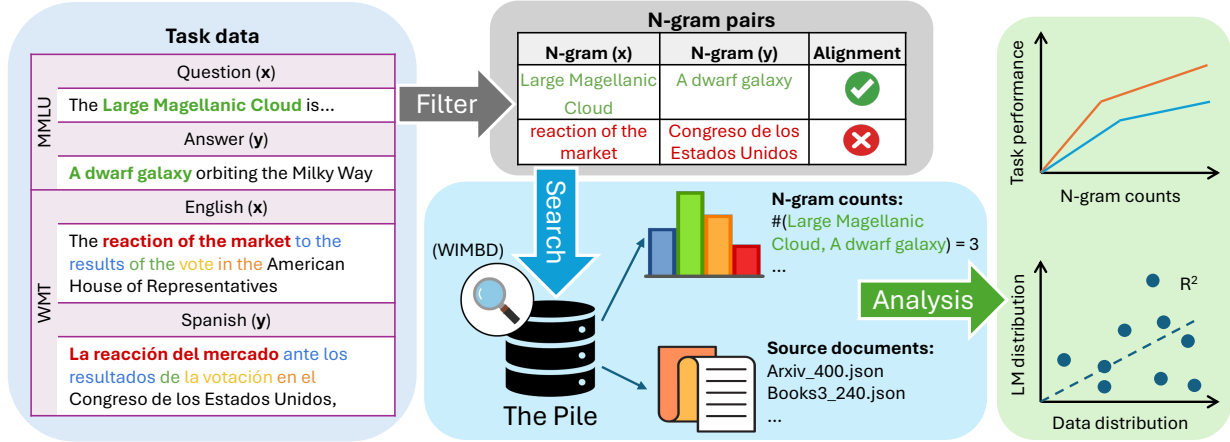 Task data
MMLU
Question (x)
The Large Magellanic Cloud is...
Answer (y)
A dwarf galaxy orbiting the Milky Way
WMT
English (x)
The reaction of the market to the
results of the vote in the American
House of Representatives
Spanish (y)
La reacción del mercado ante los
resultados de la votación en el
Congreso de los Estados Unidos,
Filter
N-gram pairs
N-gram (x) N-gram (y) Alignment
Large Magellanic A dwarf galaxy
Cloud
reaction of the Congreso de los
market Estados Unidos
Search
(WIMBD)
The Pile
N-gram counts:
#(Large Magellanic
Cloud, A dwarf galaxy) = 3
...
Source documents:
Arxiv_400.json
Books3_240.json
...
Analysis
Task performance
N-gram counts
LM distribution
R²
Data distribution